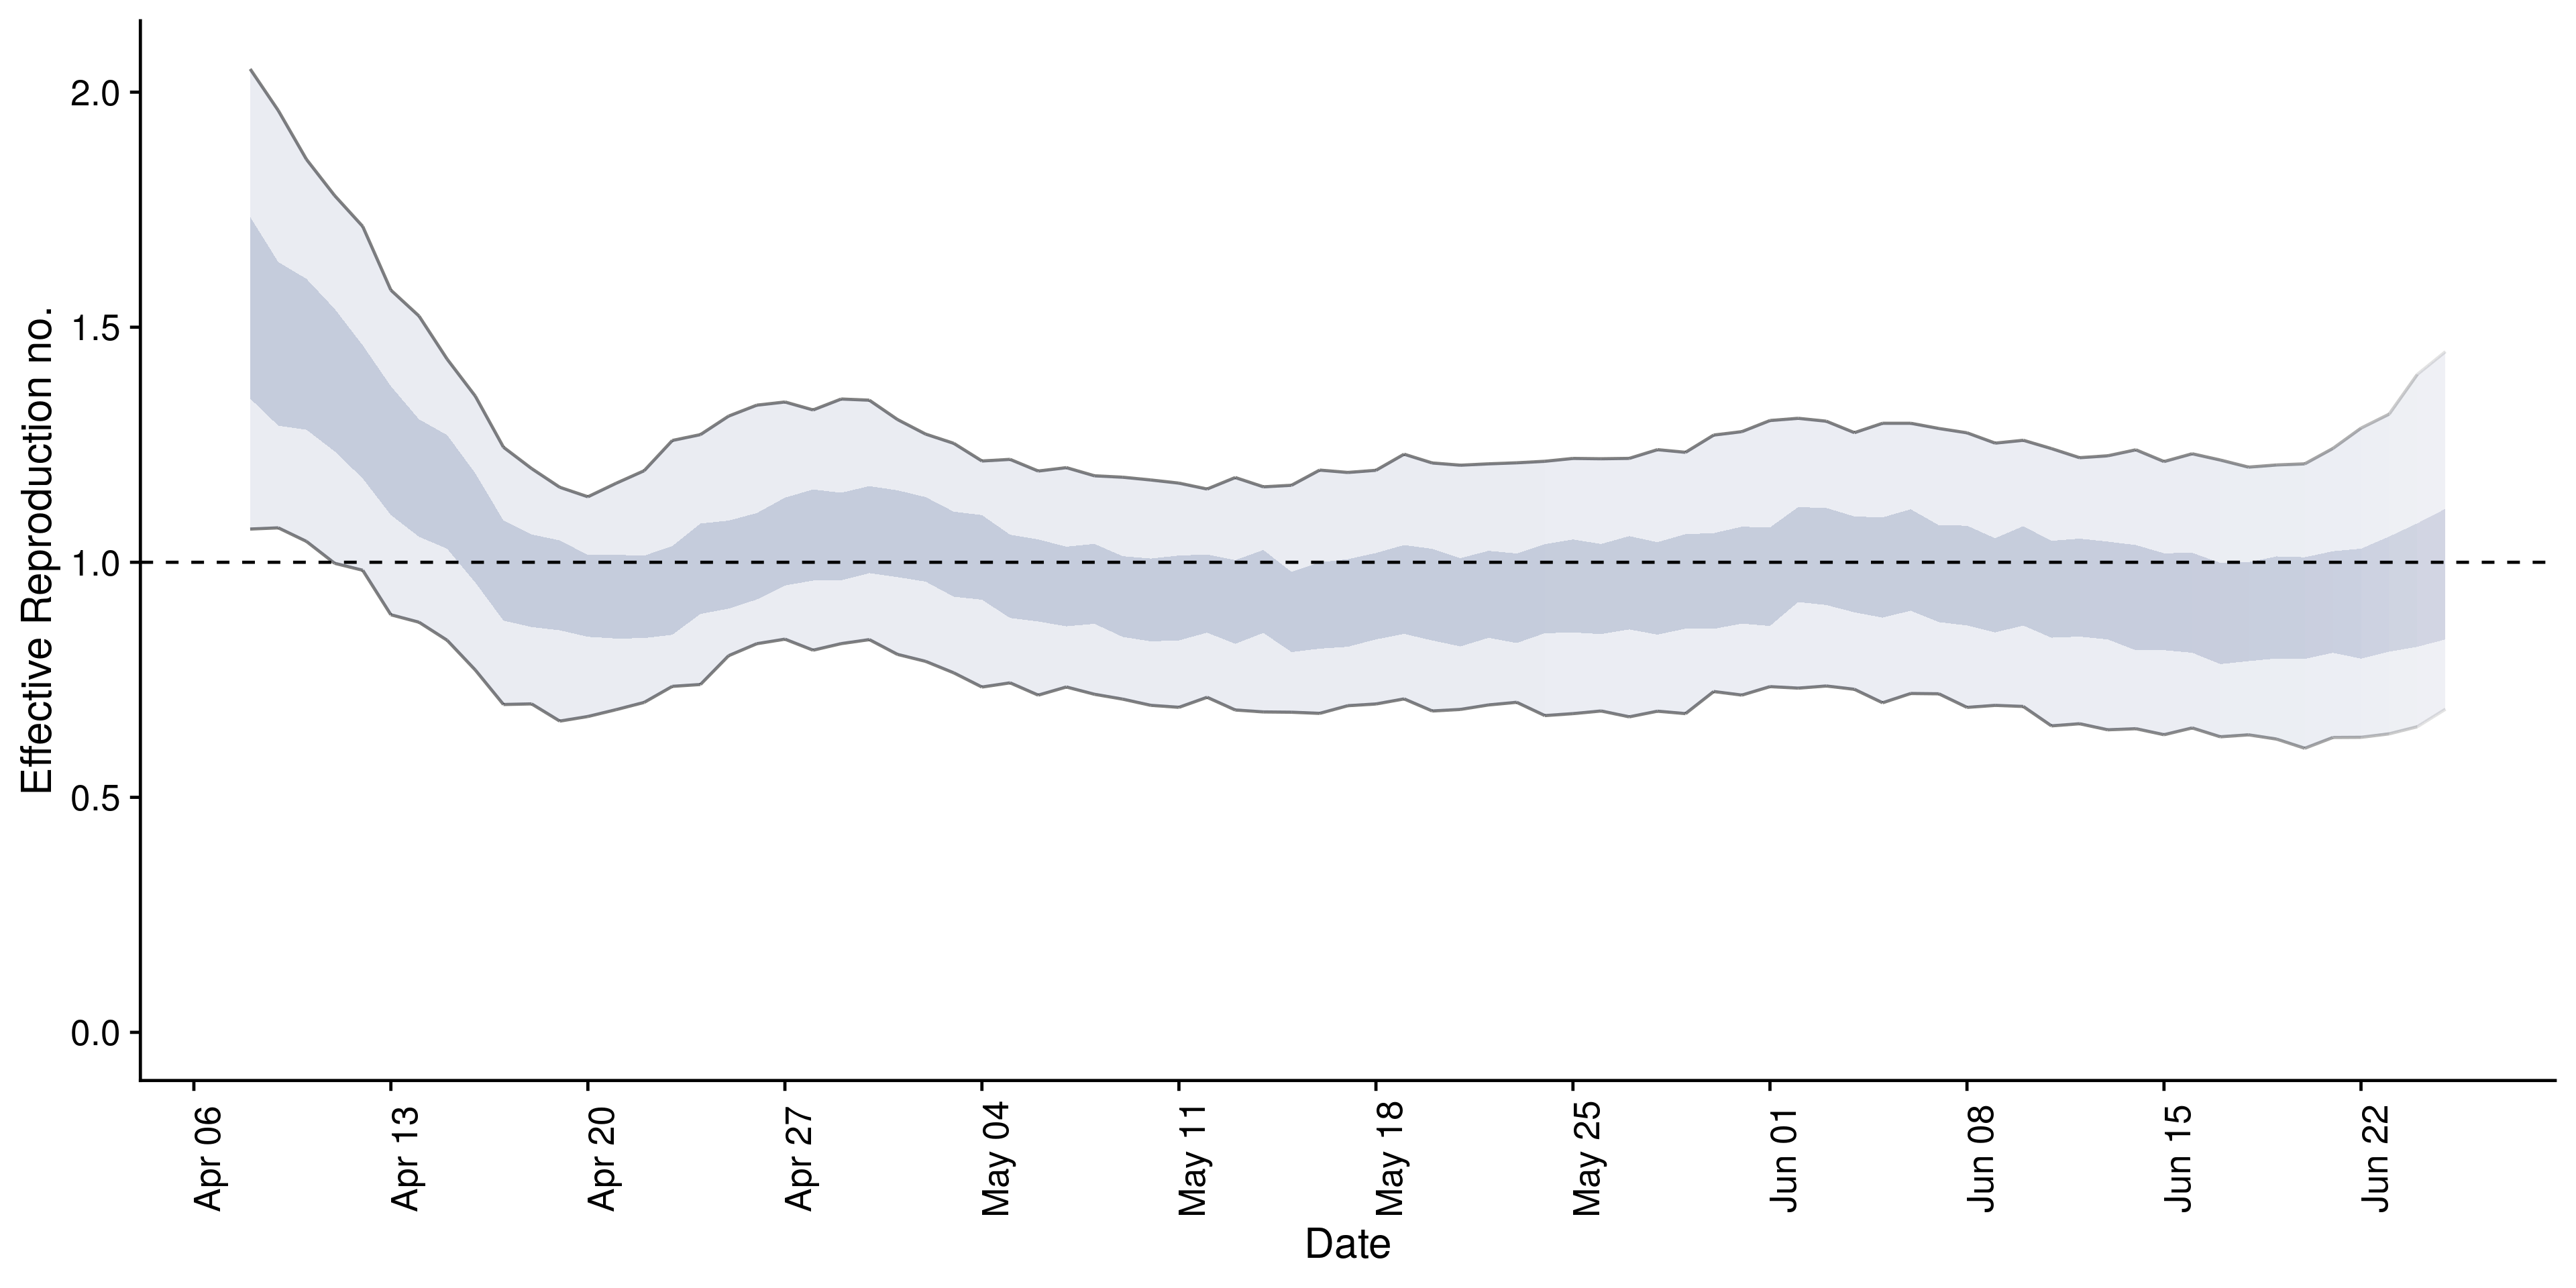 Effective Reproduction no.
2.0
1.5
1.0
0.5
0.0
Apr 06
Apr 13
Apr 20
Apr 27
May 04
May 11
May 18
May 25
Jun 01
Jun 08
Jun 15
Jun 22
Date